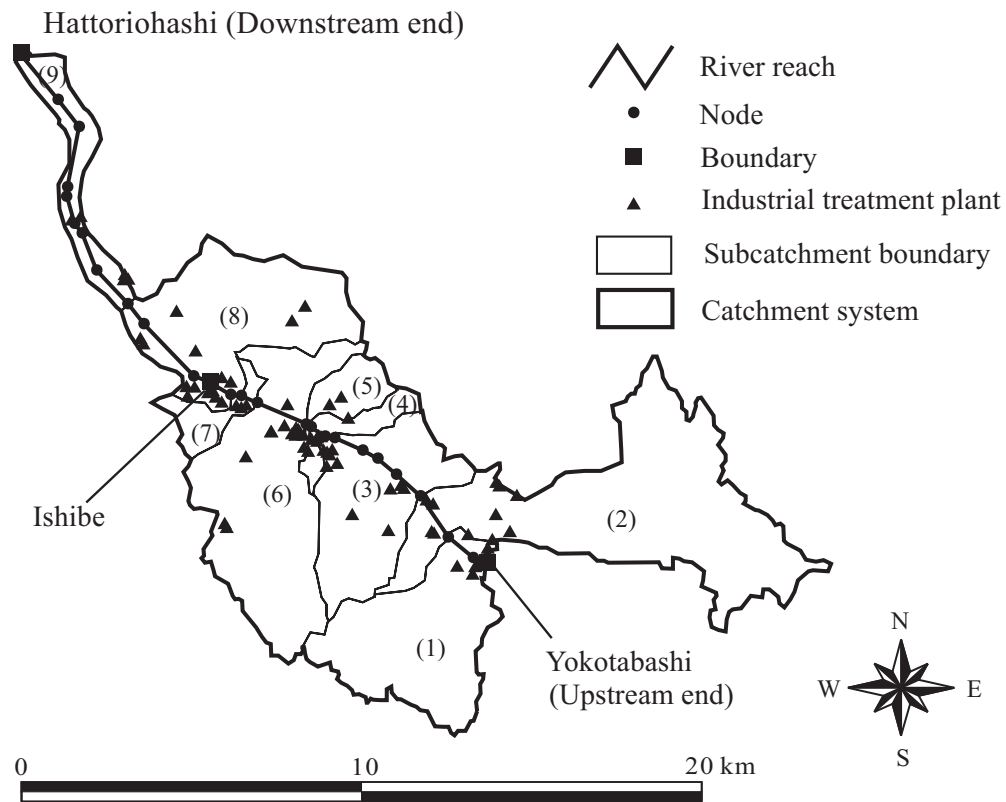 Hattoriohashi (Downstream end)
(9)
River reach
Node
Boundary
Industrial treatment plant
Subcatchment boundary
Catchment system
(8)
(5)
(4)
(7)
(6)
(3)
(2)
Ishibe
(1)
Yokotabashi
(Upstream end)
N
W
E
S
0
10
20 km